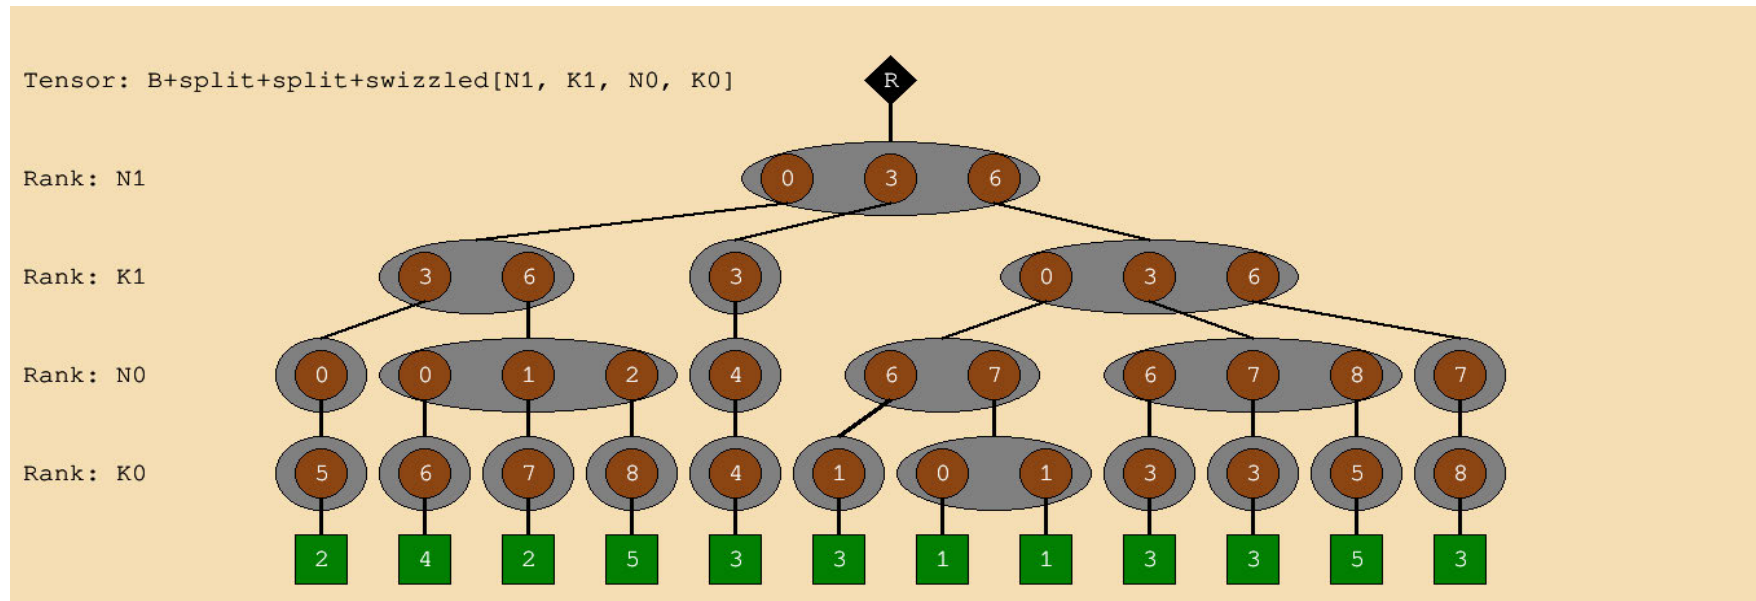 R
Tensor: B+split+split+swizzled[N1, K1, N0, K0]
Rank: N1 0 3 6
Rank: K1 3 6 3 0 3 6
Rank: N0 0 0 1 2 4 6 7 6 7 8 7
Rank: K0 5 6 7 8 4 1 0 1 3 3 5 8
2 4 2 5 3 3 1 1 3 3 5 3